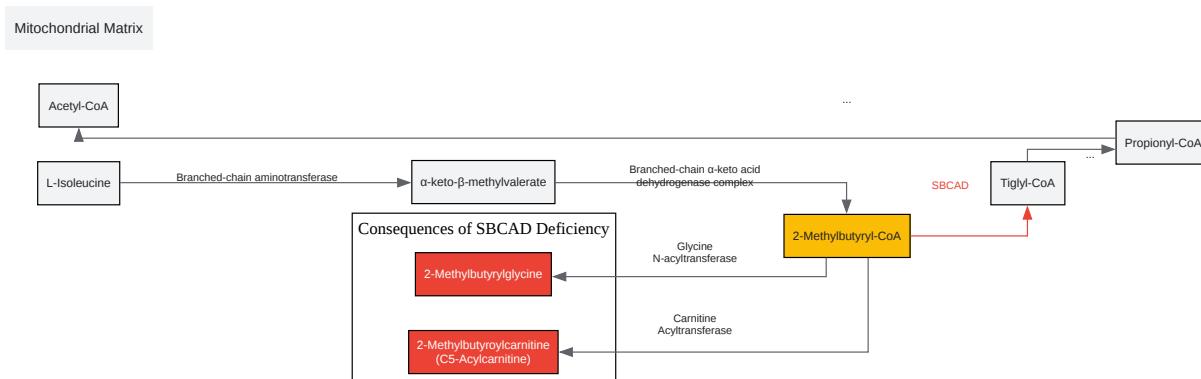 Mitochondrial Matrix
Acetyl-CoA
...
Propionyl-CoA
...
L-Isoleucine
Branched-chain aminotransferase
α-keto-β-methylvalerate
Branched-chain α-keto acid
dehydrogenase complex
SBCAD
Tiglyl-CoA
2-Methylbutyryl-CoA
Consequences of SBCAD Deficiency
Glycine
N-acyltransferase
2-Methylbutyrylglycine
Carnitine
Acyltransferase
2-Methylbutyroylcarnitine
(C5-Acylcarnitine)